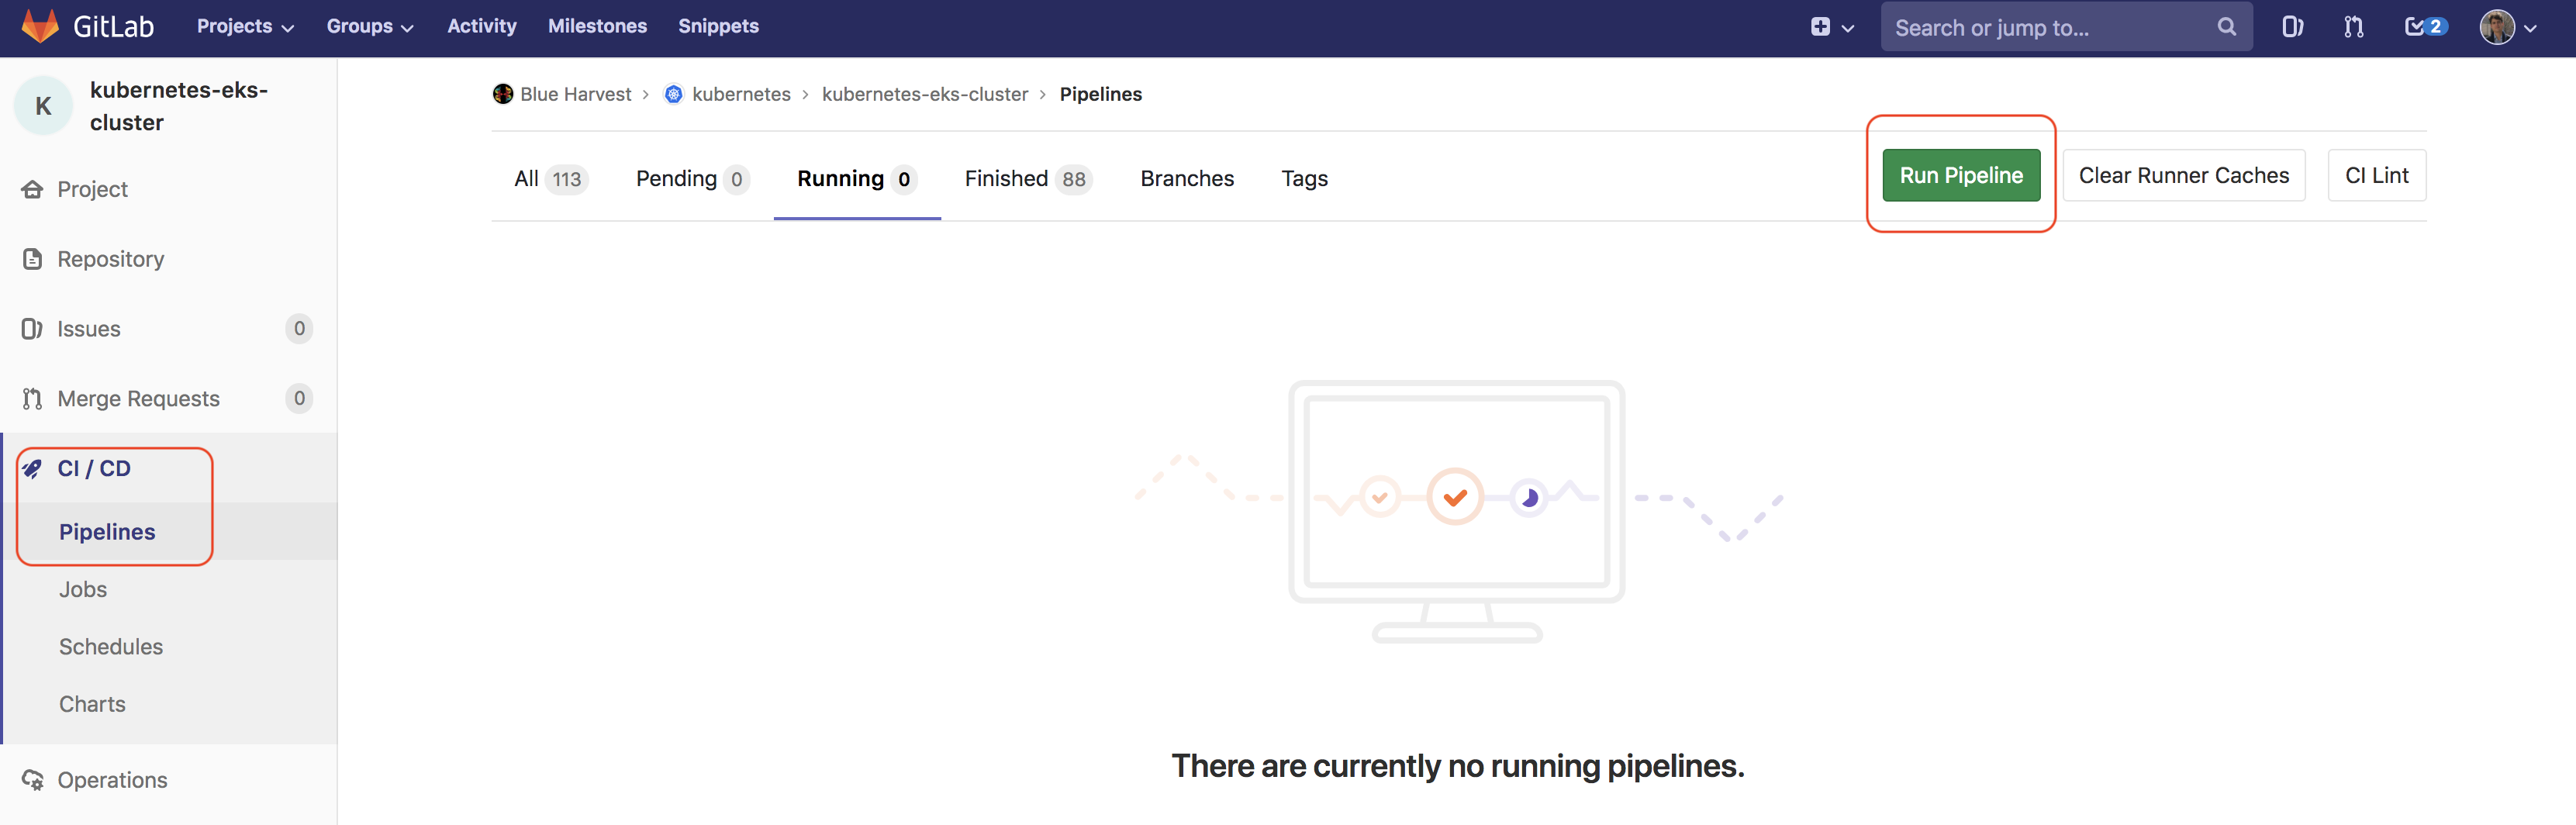 GitLab Projects Groups Activity Milestones Snippets Search or jump to... 2
K kubernetes-eks-
cluster
Project
Repository
Issues 0
Merge Requests 0
CI / CD
Pipelines
Jobs
Schedules
Charts
Operations
Blue Harvest › kubernetes › kubernetes-eks-cluster › Pipelines
All 113 Pending 0 Running 0 Finished 88 Branches Tags Run Pipeline Clear Runner Caches CI Lint
There are currently no running pipelines.